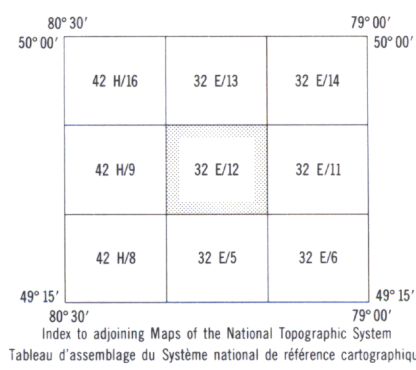 80° 30′ 79° 00′
50° 00′ 50° 00′
42 H/16 32 E/13 32 E/14
42 H/9 32 E/12 32 E/11
42 H/8 32 E/5 32 E/6
49° 15′ 49° 15′
80° 30′ 79° 00′
Index to adjoining Maps of the National Topographic System
Tableau d'assemblage du Système national de référence cartographiqu